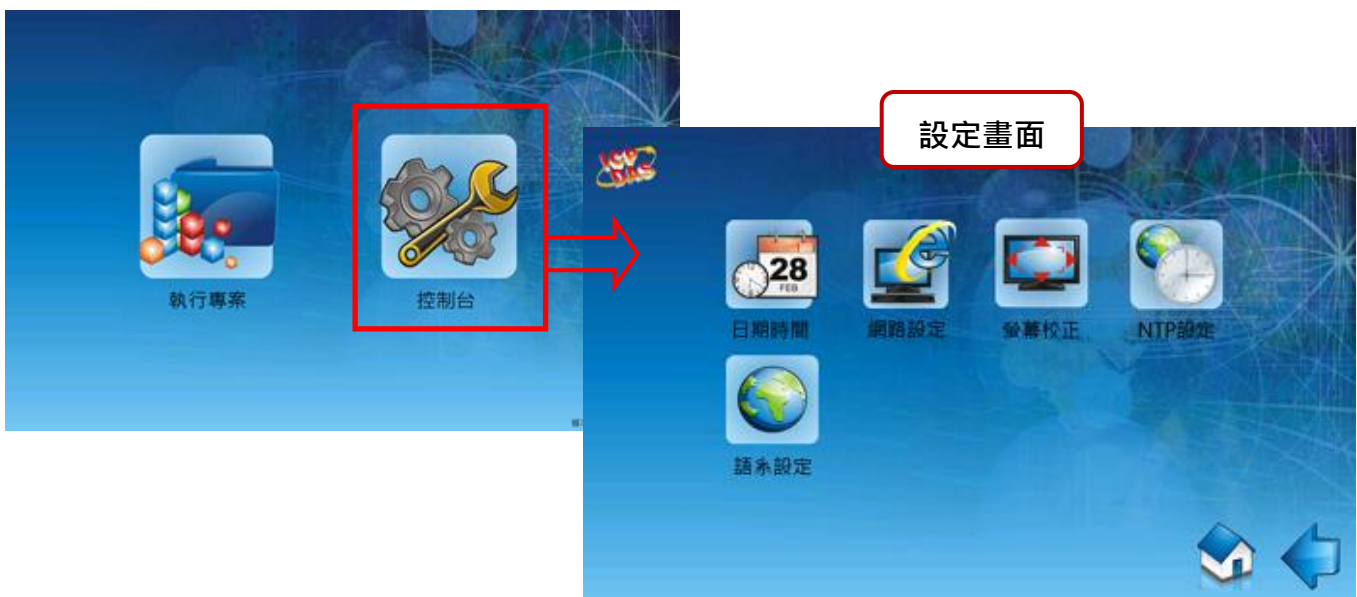 執行專案
控制台
設定畫面
ICP
DAS
28
FEB
日期時間
網路設定
螢幕校正
NTP設定
語系設定